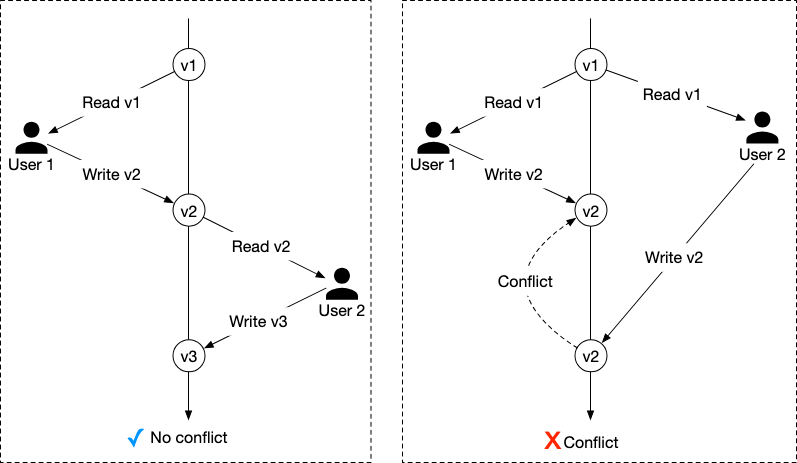 v1
Read v1
User 1
Write v2
v2
Read v2
User 2
Write v3
v3
No conflict
v1
Read v1
Read v1
User 1
User 2
Write v2
v2
Write v2
Conflict
v2
Conflict